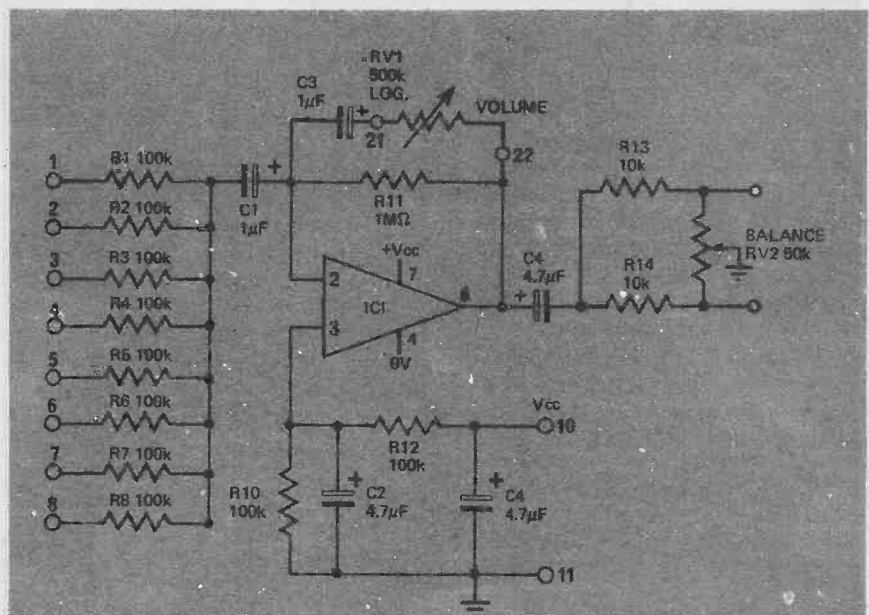 RV1
500k
LOG.
C3
1µF
+
21
VOLUME
22
1
R1 100k
2
R2 100k
3
R3 100k
4
R4 100k
5
R5 100k
6
R6 100k
7
R7 100k
8
R8 100k
+
C1
1µF
R11
1MΩ
+Vcc
7
2
3
IC1
6
4
0V
C4
4.7µF
+
R13
10k
R14
10k
BALANCE
RV2 50k
Vcc
10
R12
100k
R10
100k
+
C2
4.7µF
+
C4
4.7µF
11